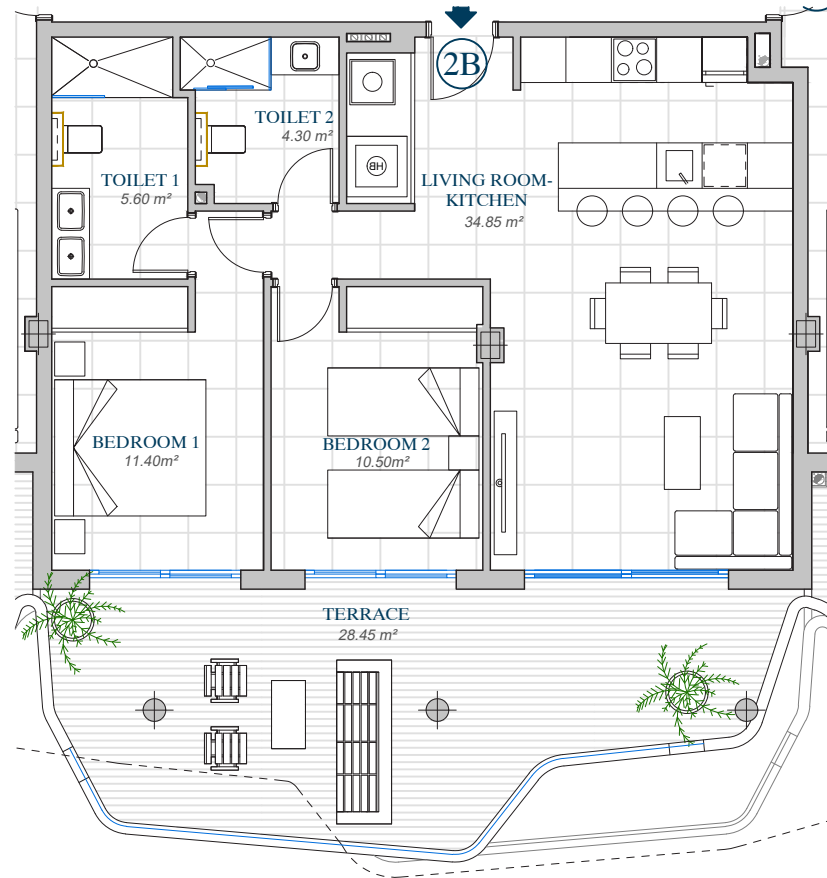 2B
TOILET 2
4.30 m²
TOILET 1
5.60 m²
HB
LIVING ROOM-
KITCHEN
34.85 m²
BEDROOM 1
11.40m²
BEDROOM 2
10.50m²
TERRACE
28.45 m²